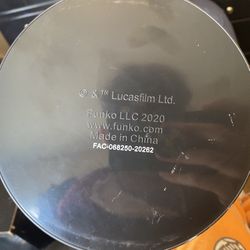 © & ™ Lucasfilm Ltd.
Funko LLC 2020
www.funko.com
Made in China
FAC-068250-20262